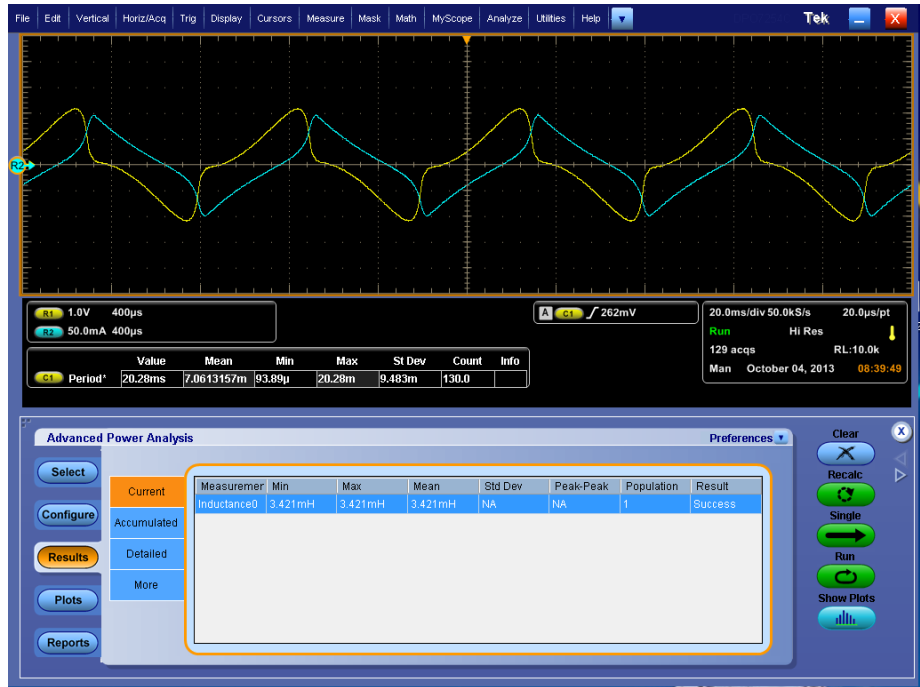 File Edit Vertical Horiz/Acq Trig Display Cursors Measure Mask Math MyScope Analyze Utilities Help Tek X
R2
R1 1.0V 400µs
R2 50.0mA 400µs
A C1 262mV
20.0ms/div 50.0kS/s 20.0µs/pt
Run Hi Res
129 acqs RL:10.0k
Man October 04, 2013 08:39:49
Value Mean Min Max St Dev Count Info
C1 Period* 20.28ms 7.0613157m 93.89µ 20.28m 9.483m 130.0
Advanced Power Analysis Preferences
Select
Configure
Results
Plots
Reports
Current
Accumulated
Detailed
More
Measuremer Min Max Mean Std Dev Peak-Peak Population Result
Inductance0 3.421mH 3.421mH 3.421mH NA NA 1 Success
Clear X
Recalc
Single
Run
Show Plots